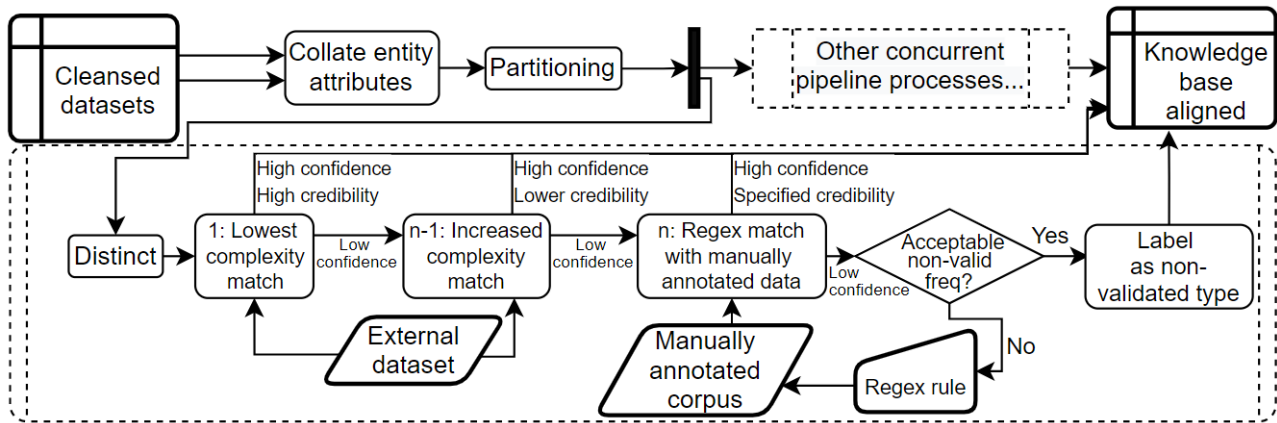 Cleansed
datasets
Collate entity
attributes
Partitioning
Other concurrent
pipeline processes...
Knowledge
base
aligned
High confidence
High credibility
High confidence
Lower credibility
High confidence
Specified credibility
Distinct
1: Lowest
complexity
match
Low
confidence
n-1: Increased
complexity
match
Low
confidence
n: Regex match
with manually
annotated data
Low
confidence
Acceptable
non-valid
freq?
Yes
Label
as non-
validated type
No
External
dataset
Manually
annotated
corpus
Regex rule